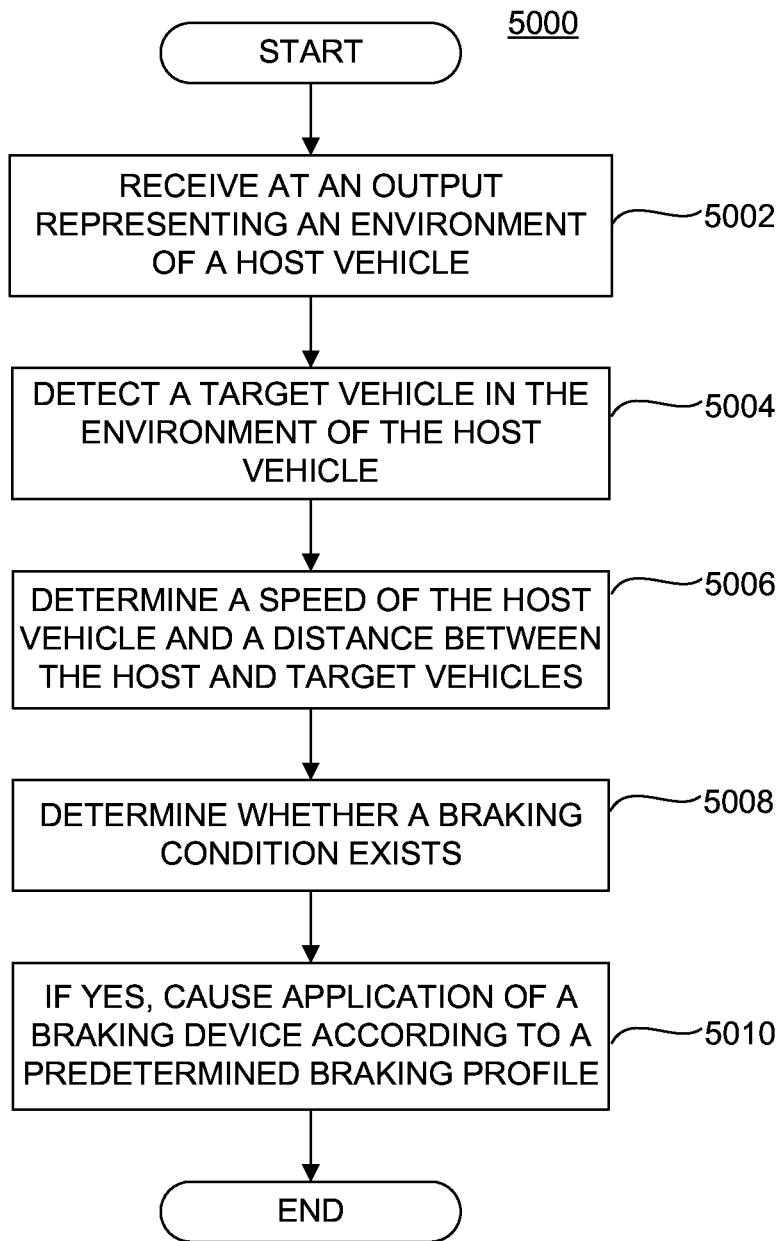 5000
START
RECEIVE AT AN OUTPUT
REPRESENTING AN ENVIRONMENT
OF A HOST VEHICLE
5002
DETECT A TARGET VEHICLE IN THE
ENVIRONMENT OF THE HOST
VEHICLE
5004
DETERMINE A SPEED OF THE HOST
VEHICLE AND A DISTANCE BETWEEN
THE HOST AND TARGET VEHICLES
5006
DETERMINE WHETHER A BRAKING
CONDITION EXISTS
5008
IF YES, CAUSE APPLICATION OF A
BRAKING DEVICE ACCORDING TO A
PREDETERMINED BRAKING PROFILE
5010
END